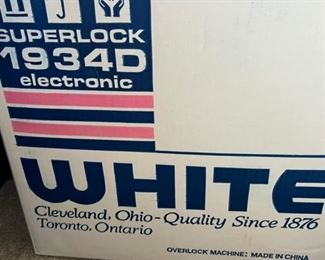 SUPERLOCK
1934D
electronic
WHITE
Cleveland, Ohio-Quality Since 1876
Toronto, Ontario
OVERLOCK MACHINE: MADE IN CHINA